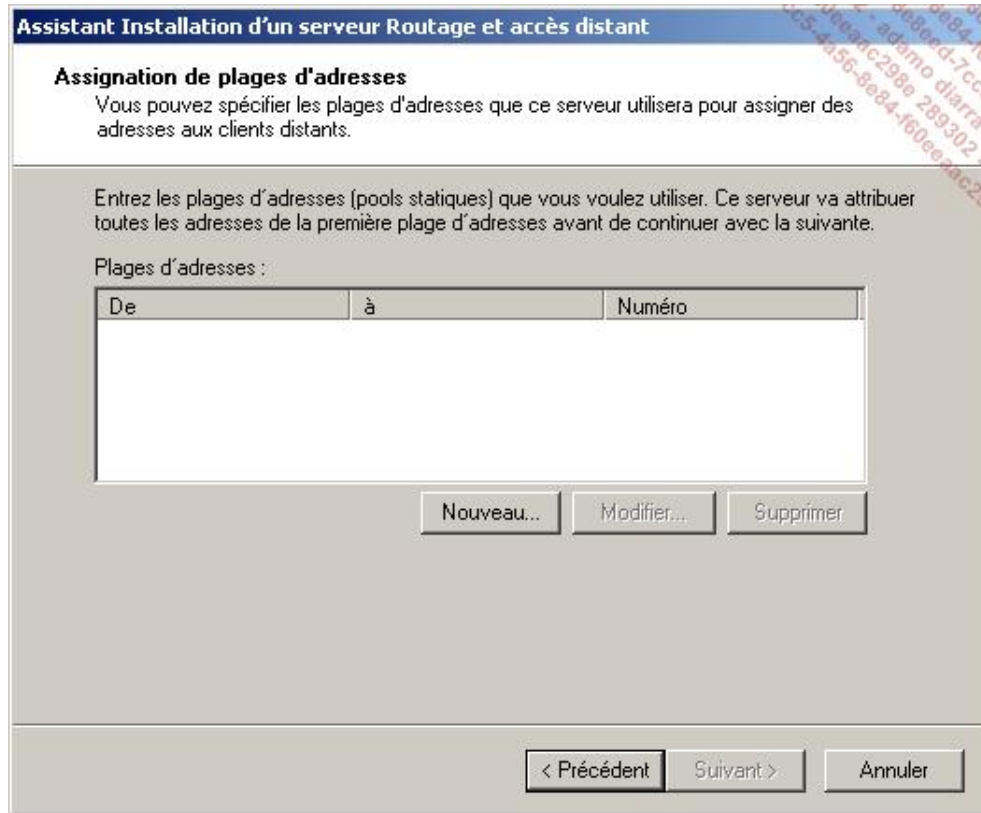 Assistant Installation d'un serveur Routage et accès distant
Assignation de plages d'adresses
Vous pouvez spécifier les plages d'adresses que ce serveur utilisera pour assigner des
adresses aux clients distants.
Entrez les plages d'adresses (pools statiques) que vous voulez utiliser. Ce serveur va attribuer
toutes les adresses de la première plage d'adresses avant de continuer avec la suivante.
Plages d'adresses :
De à Numéro
Nouveau... Modifier... Supprimer
< Précédent Suivant > Annuler